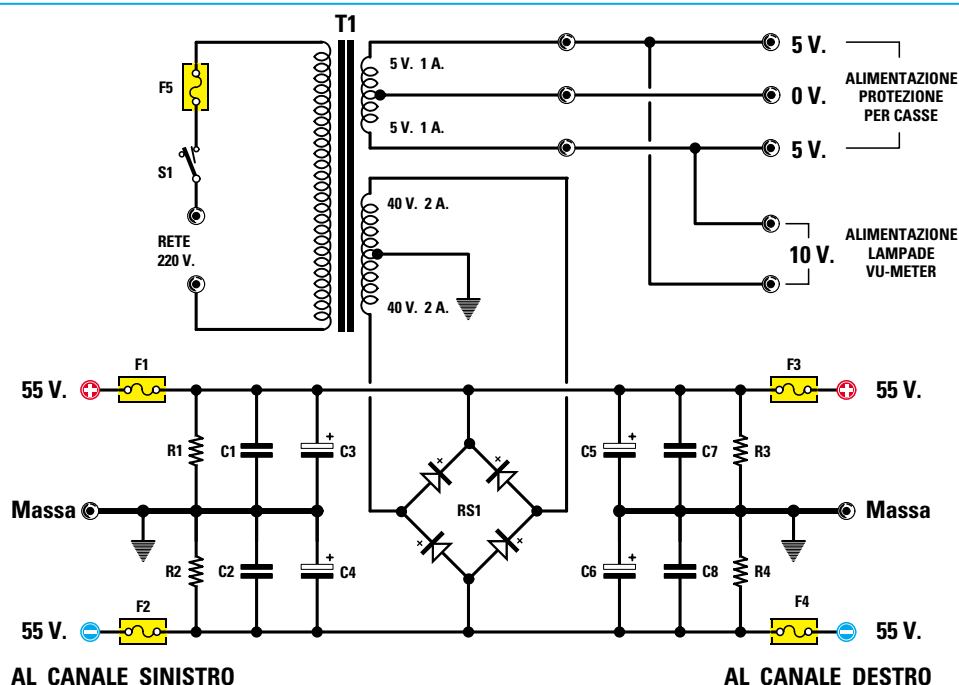 T1
F5
S1
RETE
220 V.
5 V. 1 A.
5 V. 1 A.
40 V. 2 A.
40 V. 2 A.
5 V.
0 V.
5 V.
ALIMENTAZIONE
PROTEZIONE
PER CASSE
10 V.
ALIMENTAZIONE
LAMPADE
VU-METER
F1
55 V.
F3
55 V.
R1
C1
+
C3
RS1
C5
+
C7
R3
Massa
Massa
R2
C2
+
C4
C6
+
C8
R4
F2
55 V.
F4
55 V.
AL CANALE SINISTRO
AL CANALE DESTRO